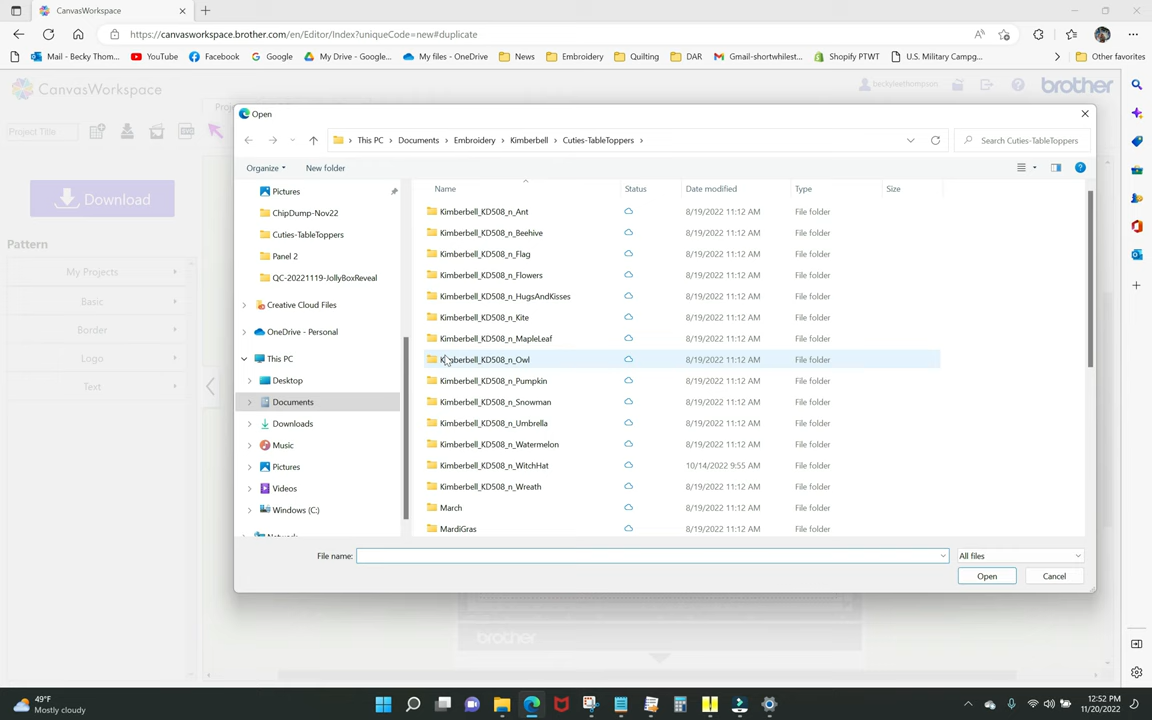 CanvasWorkspace
https://canvasworkspace.brother.com/en/Editor/Index?uniqueCode=new#duplicate
Mail - Becky Thom...
YouTube
Facebook
Google
My Drive - Google...
My files - OneDrive
News
Embroidery
Quilting
DAR
Gmail-shortwhilest...
Shopify PTWT
U.S. Military Campg...
Other favorites
CanvasWorkspace
beckyleethompson
brother
Project Title
Download
Pattern
My Projects
Basic
Border
Logo
Text
Open
This PC > Documents > Embroidery > Kimberbell > Cuties-TableToppers >
Search Cuties-TableToppers
Organize
New folder
Pictures
ChipDump-Nov22
Cuties-TableToppers
Panel 2
QC-20221119-JollyBoxReveal
Creative Cloud Files
OneDrive - Personal
This PC
Desktop
Documents
Downloads
Music
Pictures
Videos
Windows (C:)
Network
Name Status Date modified Type Size
Kimberbell_KD508_n_Ant 8/19/2022 11:12 AM File folder
Kimberbell_KD508_n_Beehive 8/19/2022 11:12 AM File folder
Kimberbell_KD508_n_Flag 8/19/2022 11:12 AM File folder
Kimberbell_KD508_n_Flowers 8/19/2022 11:12 AM File folder
Kimberbell_KD508_n_HugsAndKisses 8/19/2022 11:12 AM File folder
Kimberbell_KD508_n_Kite 8/19/2022 11:12 AM File folder
Kimberbell_KD508_n_MapleLeaf 8/19/2022 11:12 AM File folder
Kimberbell_KD508_n_Owl 8/19/2022 11:12 AM File folder
Kimberbell_KD508_n_Pumpkin 8/19/2022 11:12 AM File folder
Kimberbell_KD508_n_Snowman 8/19/2022 11:12 AM File folder
Kimberbell_KD508_n_Umbrella 8/19/2022 11:12 AM File folder
Kimberbell_KD508_n_Watermelon 8/19/2022 11:12 AM File folder
Kimberbell_KD508_n_WitchHat 10/14/2022 9:55 AM File folder
Kimberbell_KD508_n_Wreath 8/19/2022 11:12 AM File folder
March 8/19/2022 11:12 AM File folder
MardiGras 8/19/2022 11:12 AM File folder
File name:
All files
Open
Cancel
brother
49°F
Mostly cloudy
12:52 PM
11/20/2022